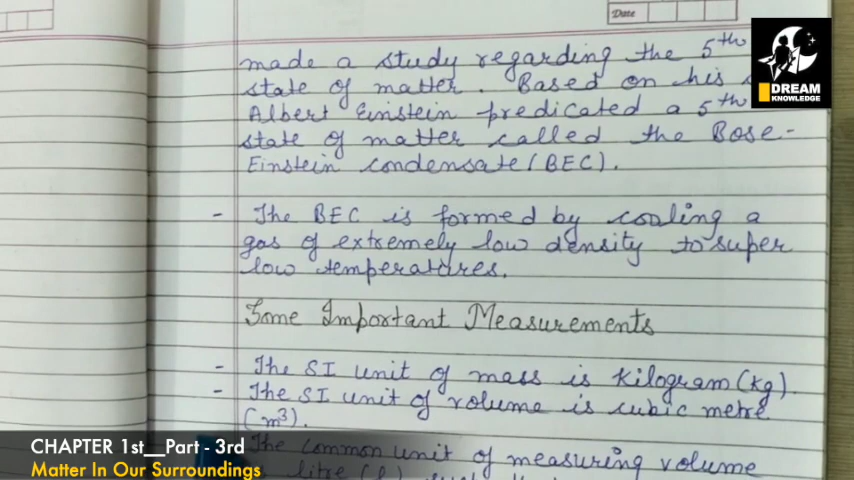 Date
made a study regarding the 5th
state of matter. Based on his
Albert Einstein predicated a 5th
state of matter called the Bose-
Einstein condensate (BEC).
- The BEC is formed by cooling a
gas of extremely low density to super
low temperatures.
Some Important Measurements
- The SI unit of mass is kilogram (kg).
- The SI unit of volume is cubic metre
(m³).
The common unit of measuring volume
litre (l)
DREAM
KNOWLEDGE
CHAPTER 1st__Part - 3rd
Matter In Our Surroundings